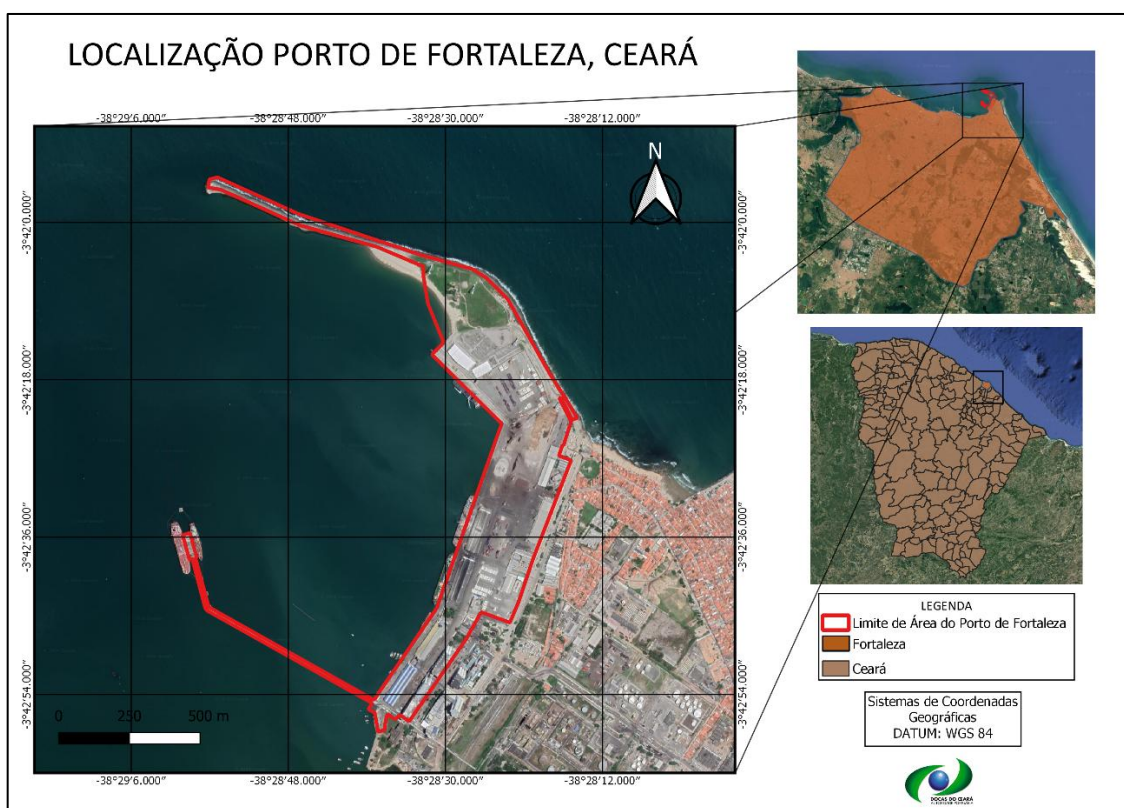 LOCALIZAÇÃO PORTO DE FORTALEZA, CEARÁ
-38°29'6.000" -38°28'48.000" -38°28'30.000" -38°28'12.000"
N
-3°42'0.000" -3°42'0.000"
-3°42'18.000" -3°42'18.000"
-3°42'36.000" -3°42'36.000"
-3°42'54.000" -3°42'54.000"
0 250 500 m
-38°29'6.000" -38°28'48.000" -38°28'30.000" -38°28'12.000"
LEGENDA
Limite de Área do Porto de Fortaleza
Fortaleza
Ceará
Sistemas de Coordenadas
Geográficas
DATUM: WGS 84
DOCAS DO CEARÁ